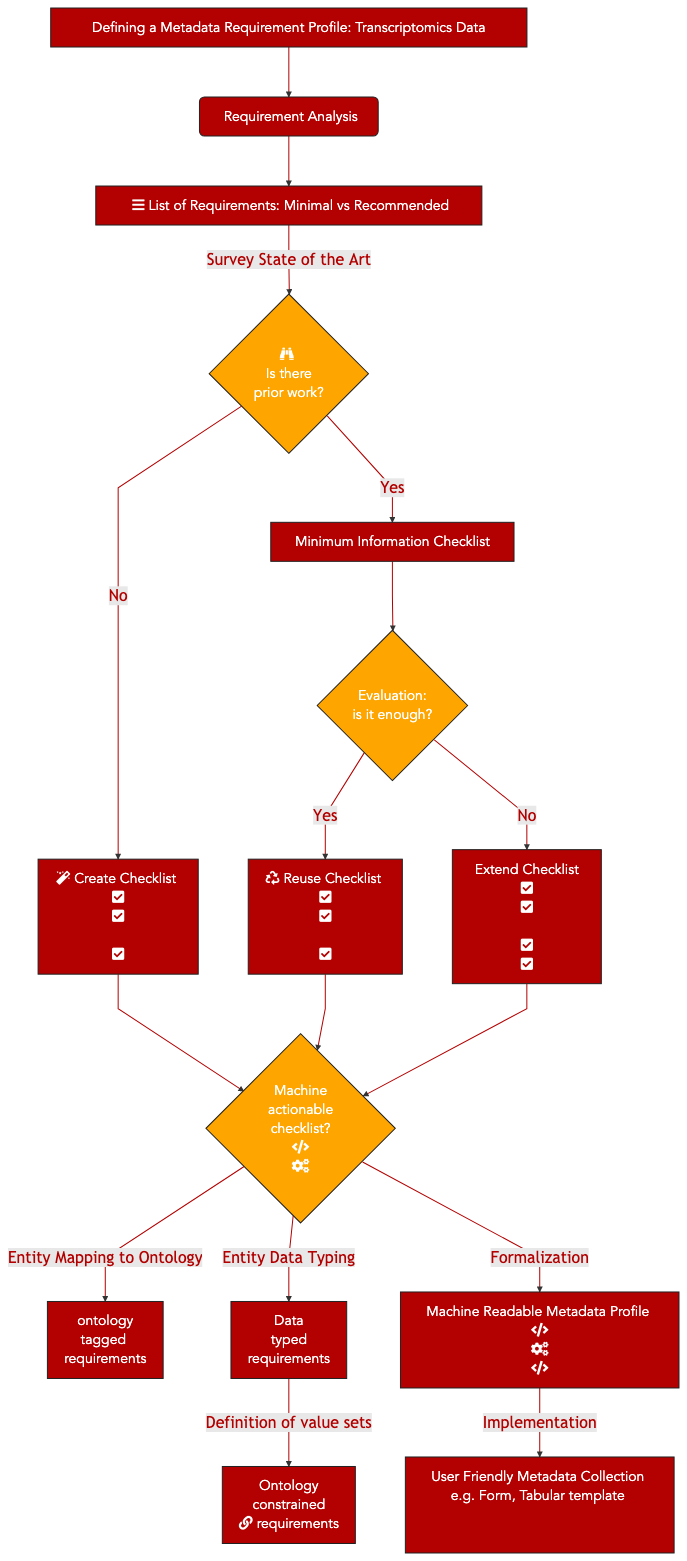 Defining a Metadata Requirement Profile: Transcriptomics Data
Requirement Analysis
List of Requirements: Minimal vs Recommended
Survey State of the Art
Is there
prior work?
Yes
Minimum Information Checklist
No
Evaluation:
is it enough?
Yes
No
Create Checklist
Reuse Checklist
Extend Checklist
Machine
actionable
checklist?
Entity Mapping to Ontology
Entity Data Typing
Formalization
ontology
tagged
requirements
Data
typed
requirements
Machine Readable Metadata Profile
Definition of value sets
Implementation
Ontology
constrained
requirements
User Friendly Metadata Collection
e.g. Form, Tabular template